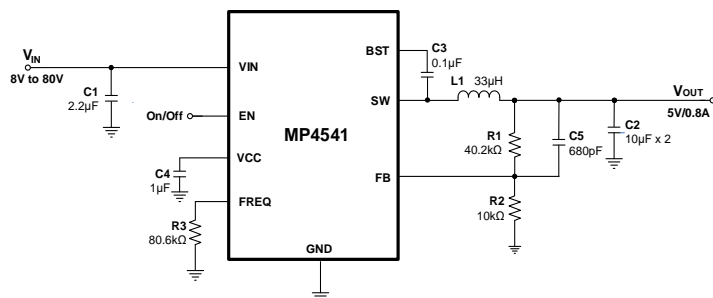 VIN
8V to 80V
C1
2.2µF
On/Off
C4
1µF
R3
80.6kΩ
VIN
EN
VCC
FREQ
MP4541
GND
BST
SW
FB
C3
0.1µF
L1 33µH
R1
40.2kΩ
C5
680pF
C2
10µF x 2
R2
10kΩ
VOUT
5V/0.8A